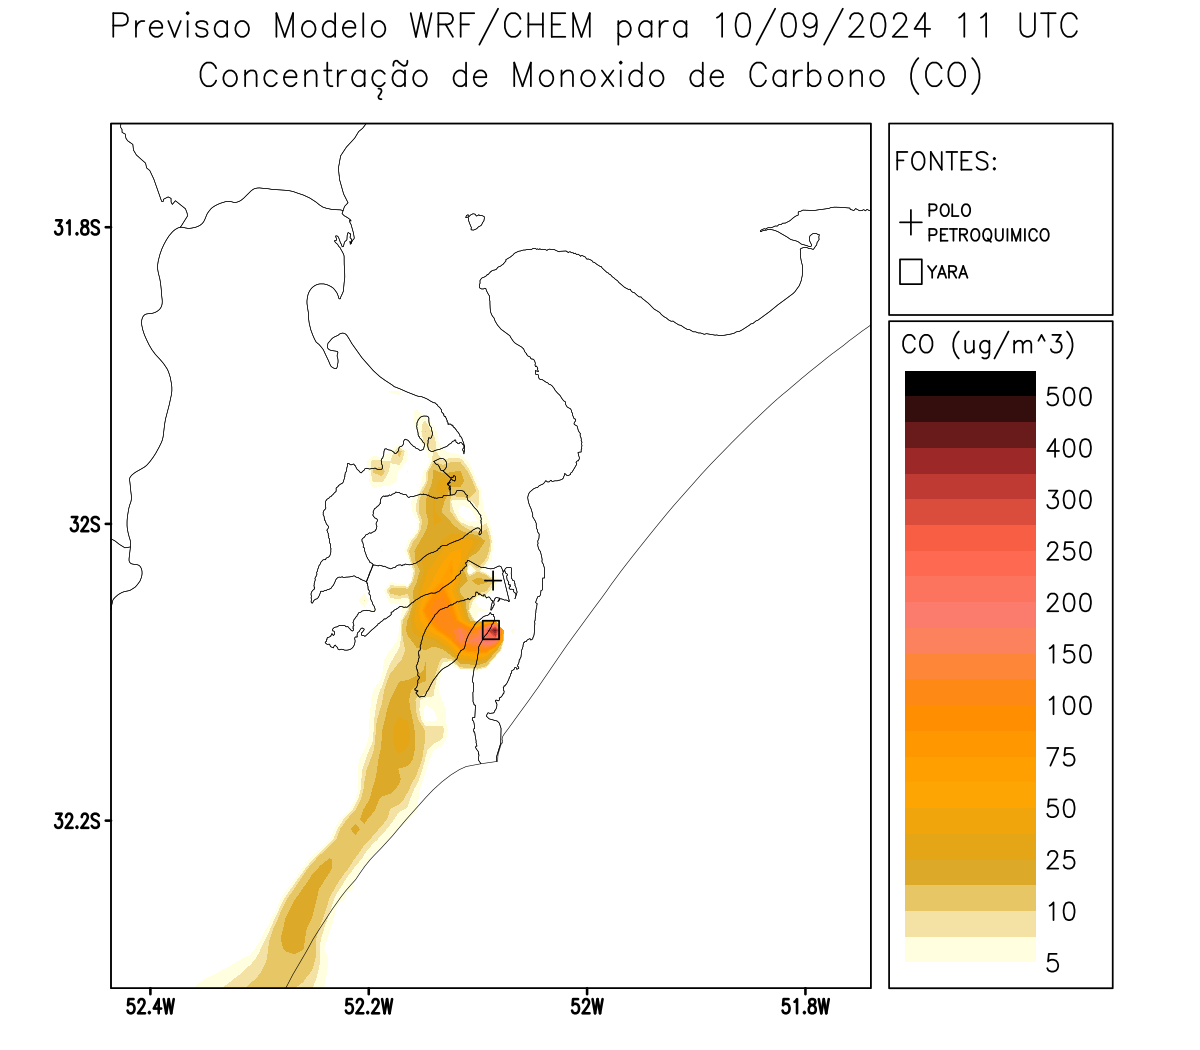 Previsao Modelo WRF/CHEM para 10/09/2024 11 UTC
Concentração de Monoxido de Carbono (CO)
FONTES:
POLO
PETROQUIMICO
YARA
CO (ug/m^3)
500
400
300
250
200
150
100
75
50
25
10
5
31.8S
32S
32.2S
52.4W
52.2W
52W
51.8W